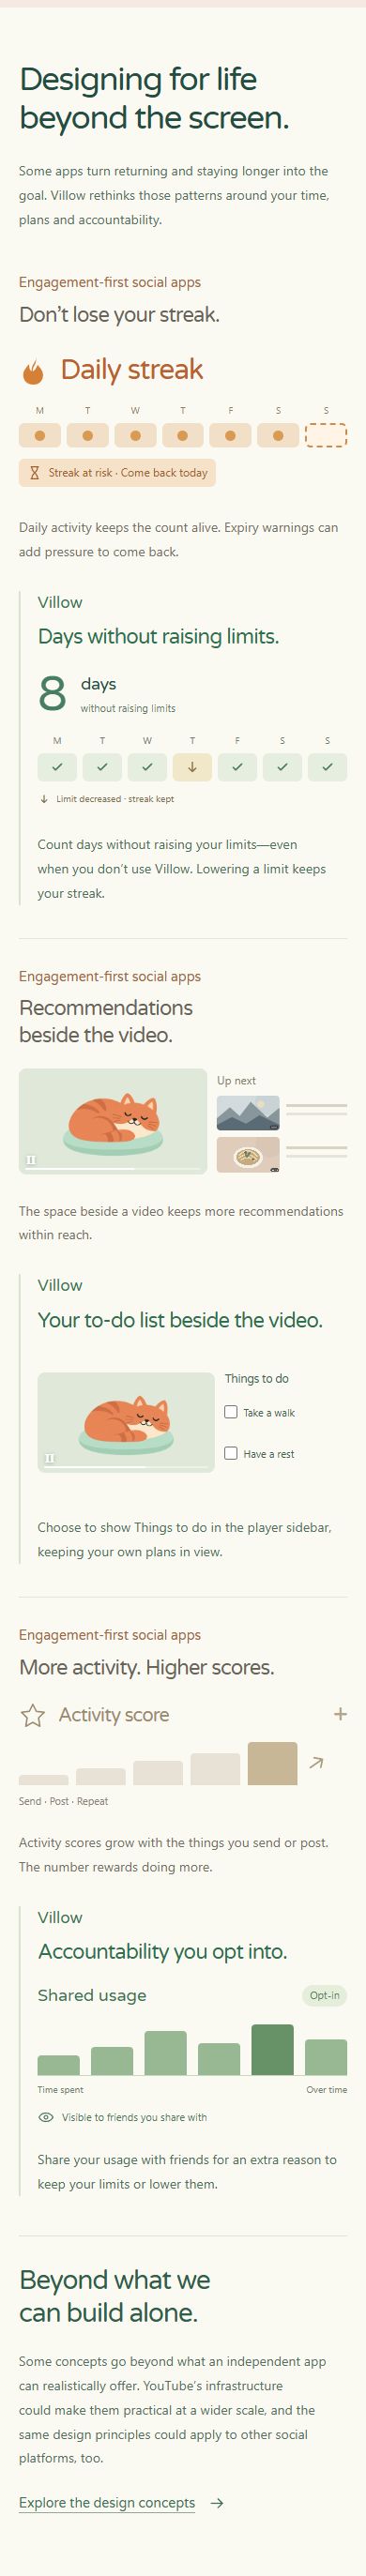 Designing for life
beyond the screen.
Some apps turn returning and staying longer into the
goal. Villow rethinks those patterns around your time,
plans and accountability.
Engagement-first social apps
Don’t lose your streak.
Daily streak
M T W T F S S
Streak at risk · Come back today
Daily activity keeps the count alive. Expiry warnings can
add pressure to come back.
Villow
Days without raising limits.
8 days
without raising limits
M T W T F S S
Limit decreased · streak kept
Count days without raising your limits—even
when you don’t use Villow. Lowering a limit keeps
your streak.
Engagement-first social apps
Recommendations
beside the video.
Up next
The space beside a video keeps more recommendations
within reach.
Villow
Your to-do list beside the video.
Things to do
Take a walk
Have a rest
Choose to show Things to do in the player sidebar,
keeping your own plans in view.
Engagement-first social apps
More activity. Higher scores.
Activity score
Send · Post · Repeat
Activity scores grow with the things you send or post.
The number rewards doing more.
Villow
Accountability you opt into.
Shared usage Opt-in
Time spent Over time
Visible to friends you share with
Share your usage with friends for an extra reason to
keep your limits or lower them.
Beyond what we
can build alone.
Some concepts go beyond what an independent app
can realistically offer. YouTube’s infrastructure
could make them practical at a wider scale, and the
same design principles could apply to other social
platforms, too.
Explore the design concepts